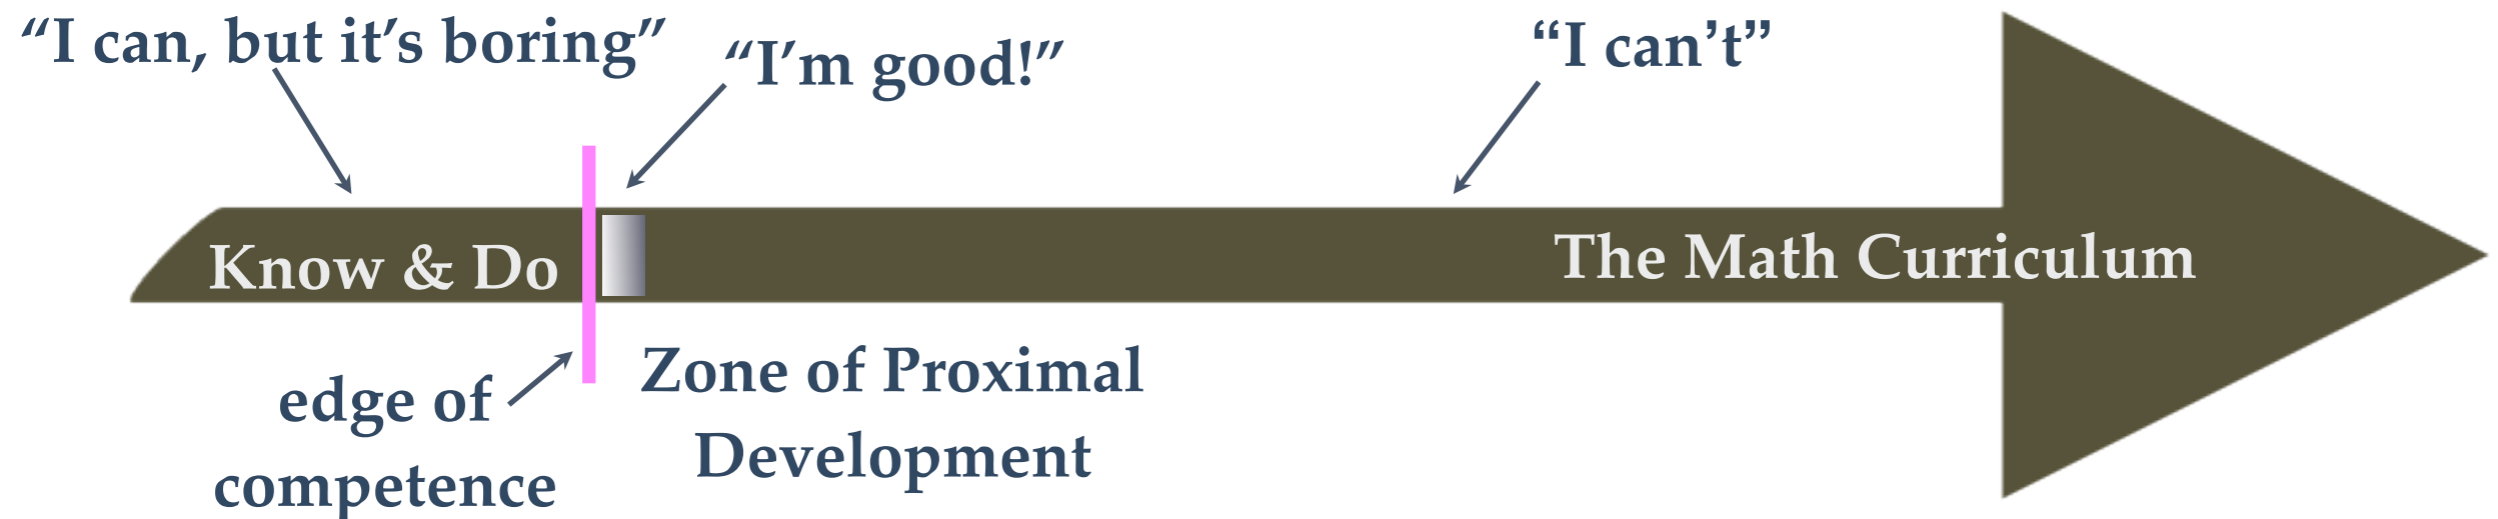 “I can, but it’s boring”
“I’m good!”
“I can’t”
Know & Do
The Math Curriculum
edge of
competence
Zone of Proximal
Development